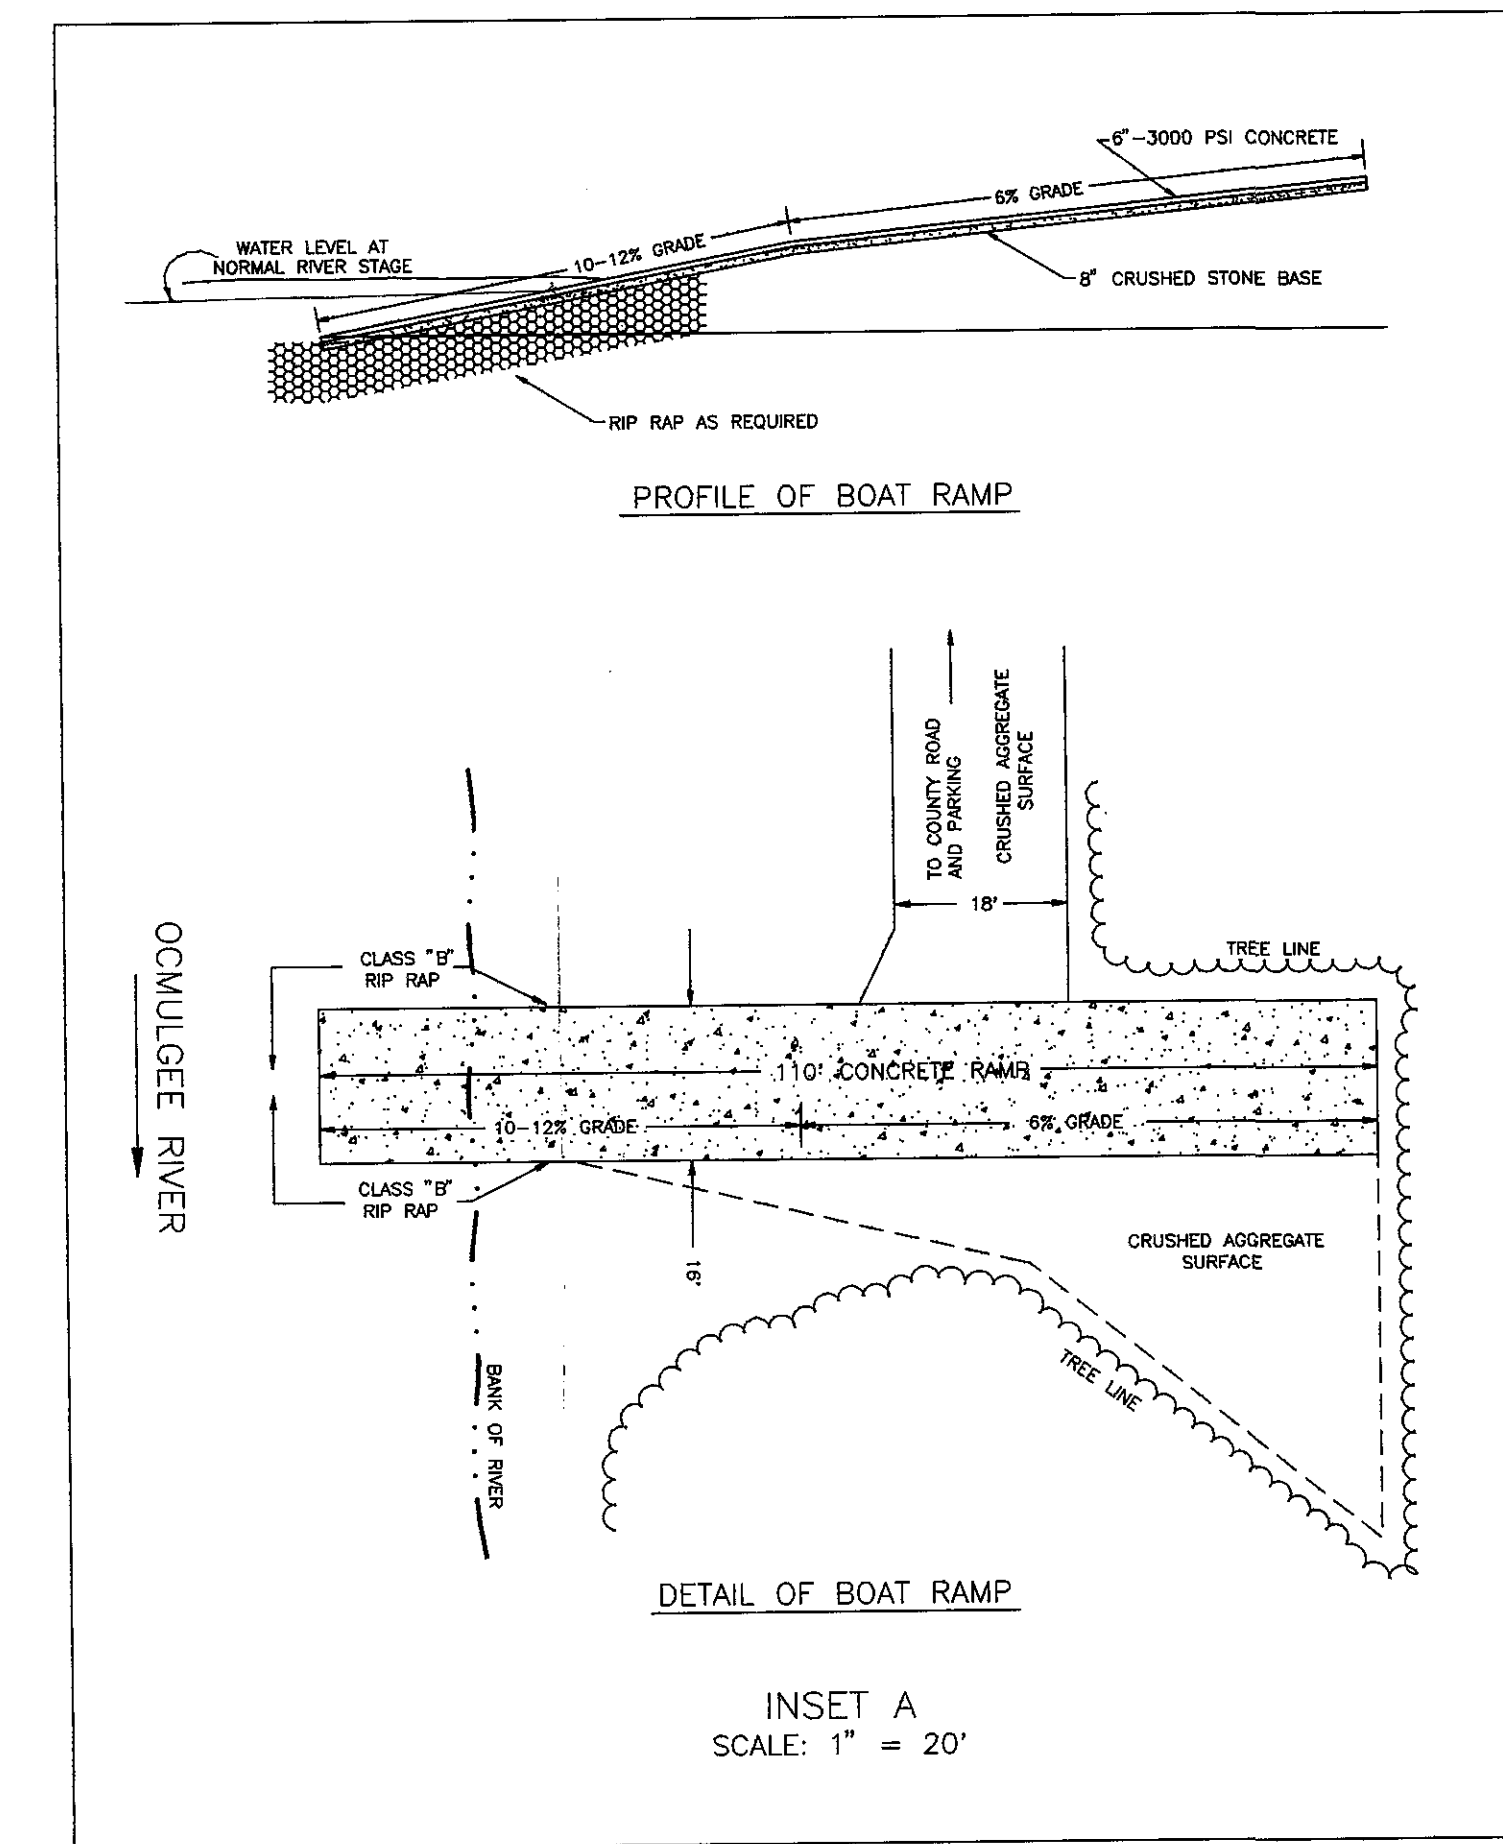 6"-3000 PSI CONCRETE
6% GRADE
10-12% GRADE
WATER LEVEL AT
NORMAL RIVER STAGE
8" CRUSHED STONE BASE
RIP RAP AS REQUIRED
PROFILE OF BOAT RAMP
TO COUNTY ROAD
AND PARKING
CRUSHED AGGREGATE
SURFACE
18'
TREE LINE
CLASS "B"
RIP RAP
OCMULGEE RIVER
110' CONCRETE RAMP
10-12% GRADE
6% GRADE
CLASS "B"
RIP RAP
16'
CRUSHED AGGREGATE
SURFACE
TREE LINE
BANK OF RIVER
DETAIL OF BOAT RAMP
INSET A
SCALE: 1" = 20'